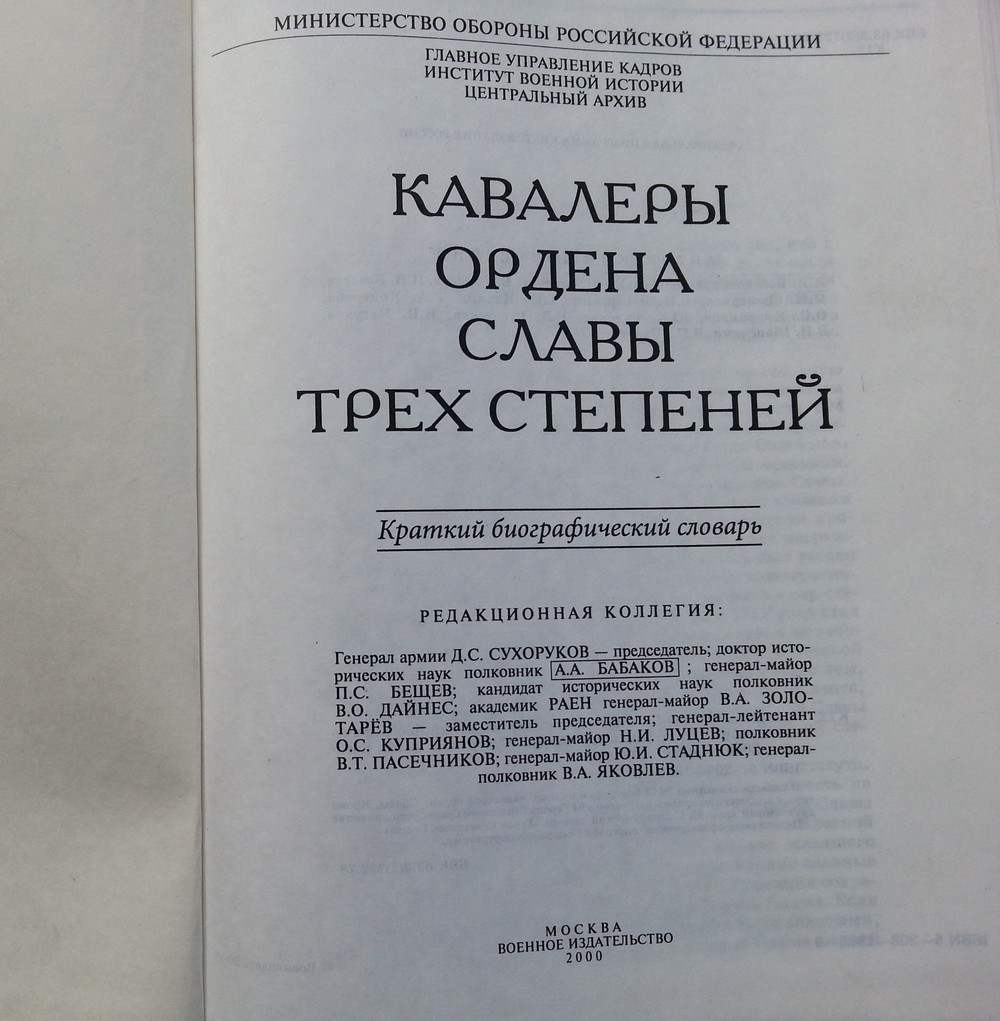 МИНИСТЕРСТВО ОБОРОНЫ РОССИЙСКОЙ ФЕДЕРАЦИИ
ГЛАВНОЕ УПРАВЛЕНИЕ КАДРОВ
ИНСТИТУТ ВОЕННОЙ ИСТОРИИ
ЦЕНТРАЛЬНЫЙ АРХИВ
КАВАЛЕРЫ
ОРДЕНА
СЛАВЫ
ТРЕХ СТЕПЕНЕЙ
Краткий биографический словарь
РЕДАКЦИОННАЯ КОЛЛЕГИЯ:
Генерал армии Д.С. СУХОРУКОВ — председатель; доктор исто-
рических наук полковник А.А. БАБАКОВ ; генерал-майор
П.С. БЕЩЕВ; кандидат исторических наук полковник
В.О. ДАЙНЕС; академик РАЕН генерал-майор В.А. ЗОЛО-
ТАРЁВ — заместитель председателя; генерал-лейтенант
О.С. КУПРИЯНОВ; генерал-майор Н.И. ЛУЦЕВ; полковник
В.Т. ПАСЕЧНИКОВ; генерал-майор Ю.И. СТАДНЮК; генерал-
полковник В.А. ЯКОВЛЕВ.
МОСКВА
ВОЕННОЕ ИЗДАТЕЛЬСТВО
2000